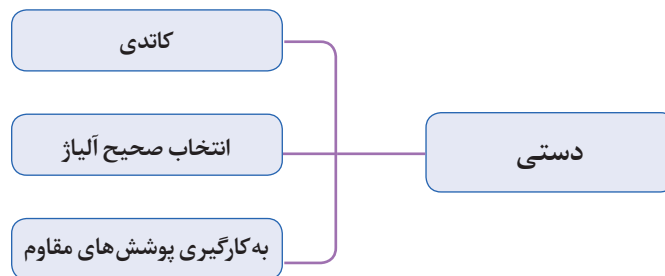 دستی
کاتدی
انتخاب صحیح آلیاژ
به‌کارگیری پوشش‌های مقاوم